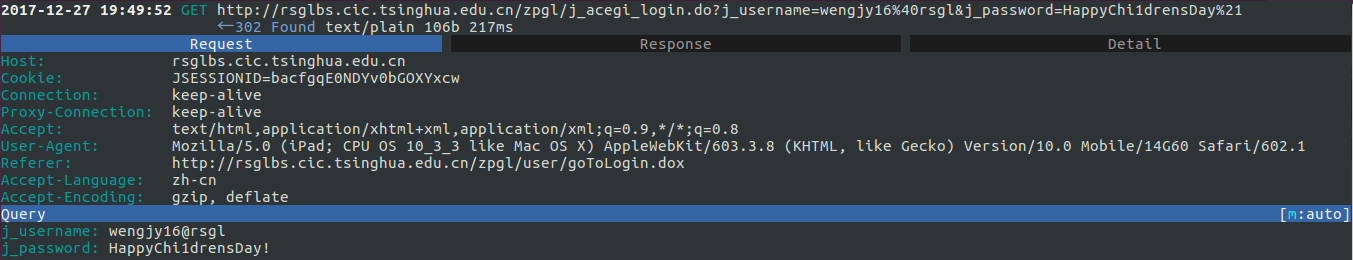 2017-12-27 19:49:52 GET http://rsglbs.cic.tsinghua.edu.cn/zpgl/j_acegi_login.do?j_username=wengjy16%40rsgl&j_password=HappyChi1drensDay%21
←302 Found text/plain 106b 217ms
Request Response Detail
Host: rsglbs.cic.tsinghua.edu.cn
Cookie: JSESSIONID=bacfgqE0NDYv0bGOXYxcw
Connection: keep-alive
Proxy-Connection: keep-alive
Accept: text/html,application/xhtml+xml,application/xml;q=0.9,*/*;q=0.8
User-Agent: Mozilla/5.0 (iPad; CPU OS 10_3_3 like Mac OS X) AppleWebKit/603.3.8 (KHTML, like Gecko) Version/10.0 Mobile/14G60 Safari/602.1
Referer: http://rsglbs.cic.tsinghua.edu.cn/zpgl/user/goToLogin.dox
Accept-Language: zh-cn
Accept-Encoding: gzip, deflate
Query [m:auto]
j_username: wengjy16@rsgl
j_password: HappyChi1drensDay!